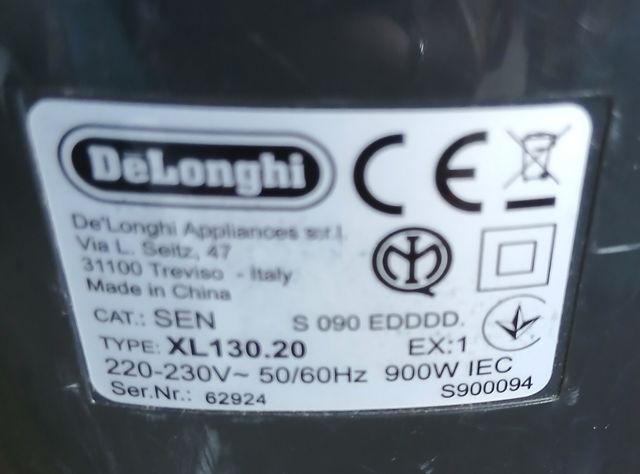 DeLonghi CE
De'Longhi Appliances s.r.l.
Via L. Seitz, 47
31100 Treviso - Italy
Made in China
CAT.: SEN S 090 EDDDD.
TYPE: XL130.20 EX:1
220-230V~ 50/60Hz 900W IEC
Ser.Nr.: 62924 S900094